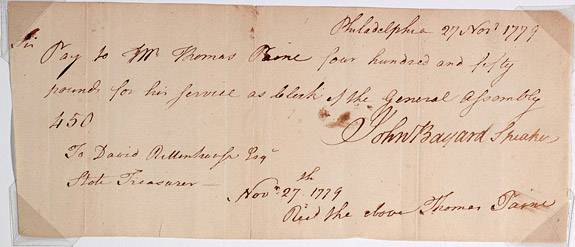 Philadelphia 27 Novr 1779
Sir
Pay to Mr Thomas Paine four hundred and fifty
pounds for his service as Clerk of the General Assembly
450
John Bayard Speaker
To David Rittenhouse Esqr
State Treasurer —
Novr 27th 1779
Recd the above Thomas Paine